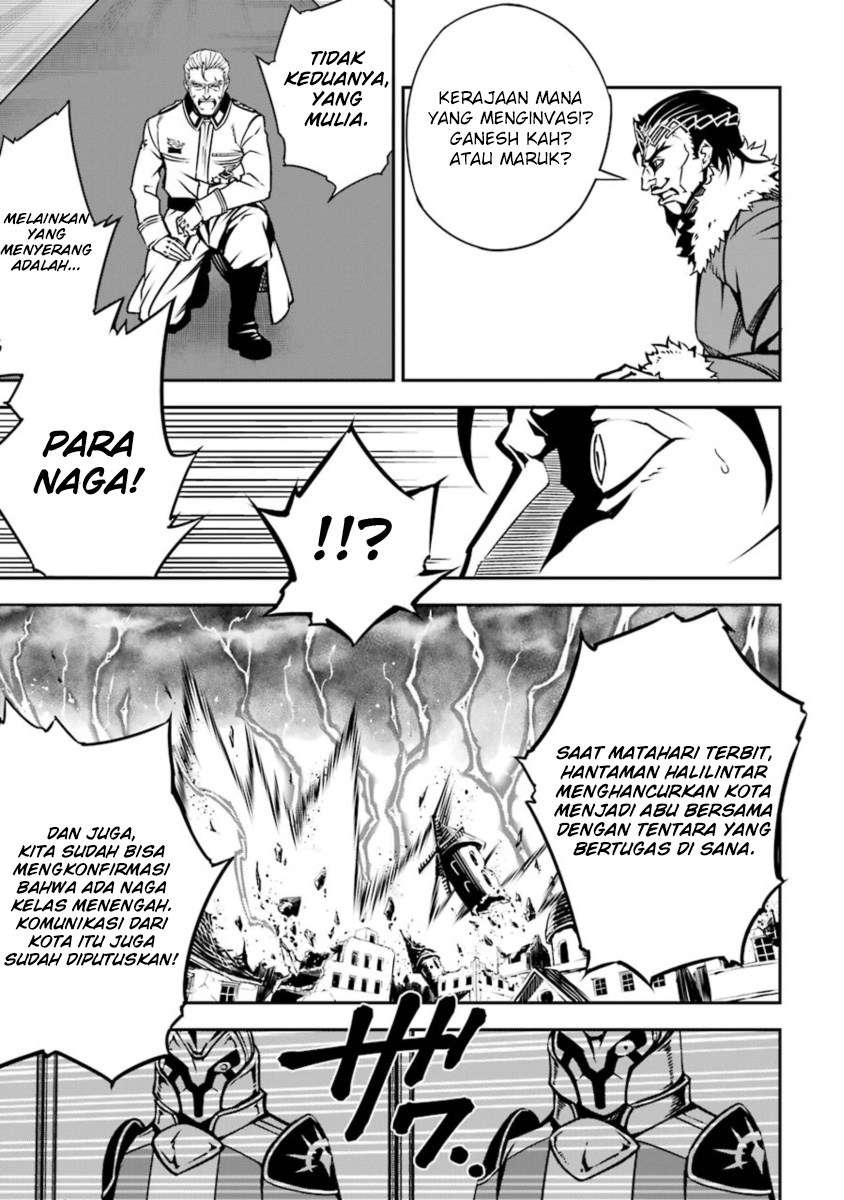 KERAJAAN MANA
YANG MENGINVASI?
GANESH KAH?
ATAU MARUK?
TIDAK
KEDUANYA,
YANG
MULIA.
MELAINKAN
YANG
MENYERANG
ADALAH...
PARA
NAGA!
!!?
SAAT MATAHARI TERBIT,
HANTAMAN HALILINTAR
MENGHANCURKAN KOTA
MENJADI ABU BERSAMA
DENGAN TENTARA YANG
BERTUGAS DI SANA.
DAN JUGA,
KITA SUDAH BISA
MENGKONFIRMASI
BAHWA ADA NAGA
KELAS MENENGAH.
KOMUNIKASI DARI
KOTA ITU JUGA
SUDAH DIPUTUSKAN!
ザザワ..